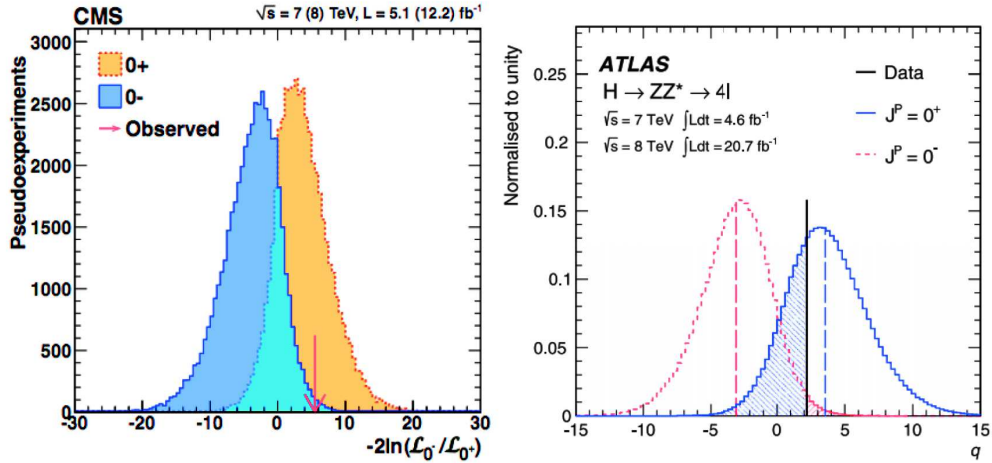 CMS
√s = 7 (8) TeV, L = 5.1 (12.2) fb⁻¹
Pseudoexperiments
3000
2500
2000
1500
1000
500
0
0+
0-
Observed
-30 -20 -10 0 10 20 30
-2ln(ℒ₀-/ℒ₀+)
Normalised to unity
0.25
0.2
0.15
0.1
0.05
0
ATLAS
H → ZZ* → 4l
√s = 7 TeV ∫Ldt = 4.6 fb⁻¹
√s = 8 TeV ∫Ldt = 20.7 fb⁻¹
Data
Jᴾ = 0⁺
Jᴾ = 0⁻
-15 -10 -5 0 5 10 15
q